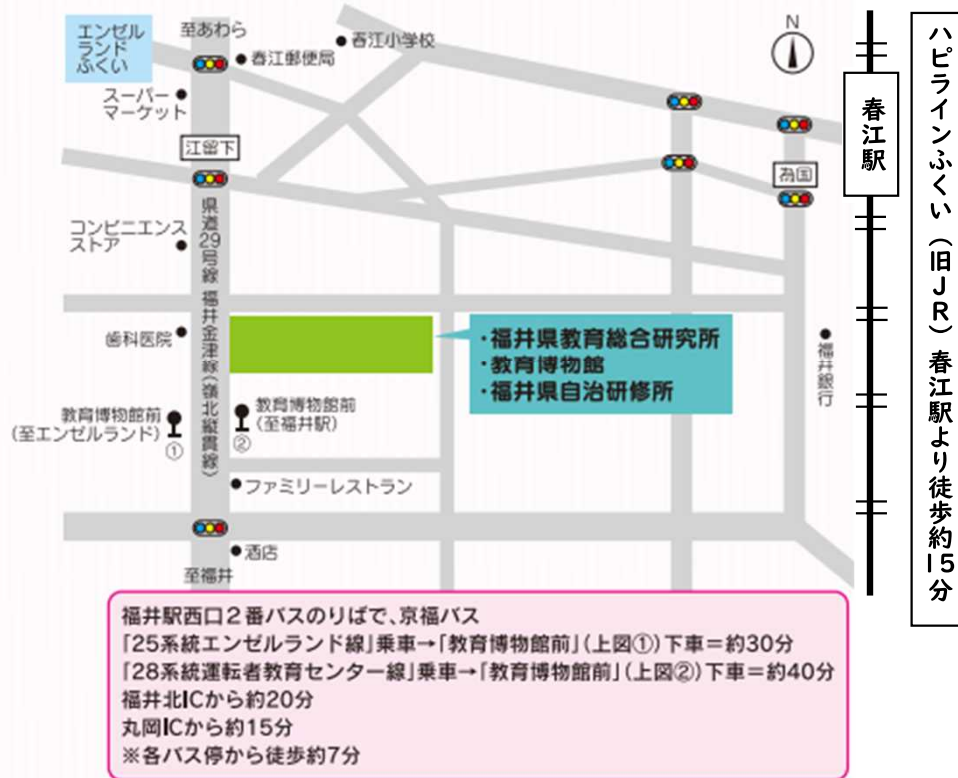 エンゼル
ランド
ふくい
至あわら
春江郵便局
春江小学校
N
スーパー
マーケット
江留下
為国
春江駅
ハピラインふくい（旧JR）春江駅より徒歩約15分
コンビニエンス
ストア
県道29号線 福井金津線(嶺北縦貫線)
歯科医院
・福井県教育総合研究所
・教育博物館
・福井県自治研修所
福井銀行
教育博物館前
(至エンゼルランド)
①
教育博物館前
(至福井駅)
②
ファミリーレストラン
酒店
至福井
福井駅西口2番バスのりばで、京福バス
「25系統エンゼルランド線」乗車→「教育博物館前」(上図①)下車＝約30分
「28系統運転者教育センター線」乗車→「教育博物館前」(上図②)下車＝約40分
福井北ICから約20分
丸岡ICから約15分
※各バス停から徒歩約7分